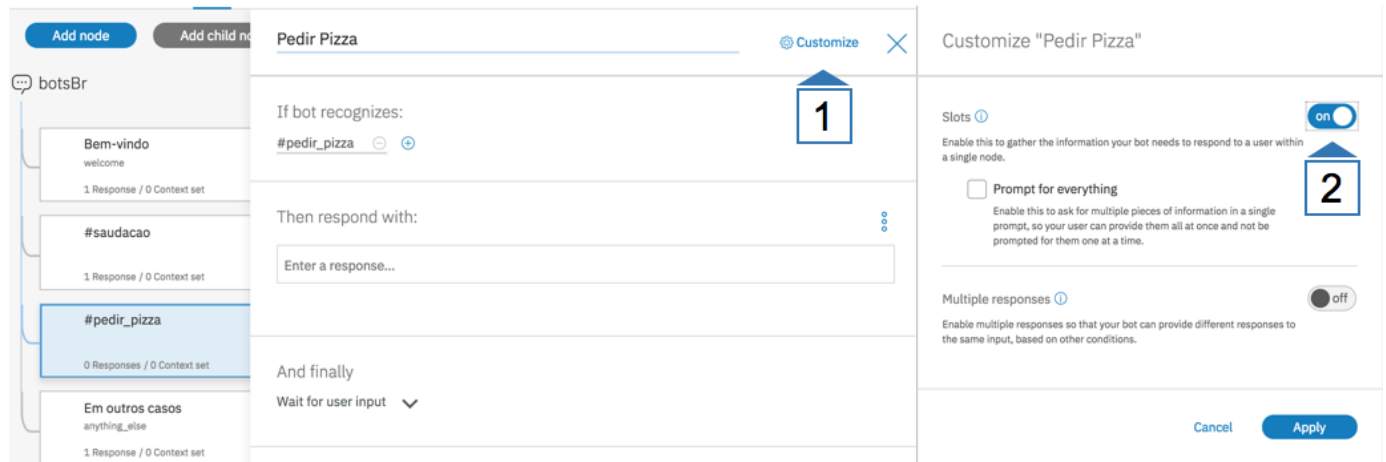 Add node
Add child no
botsBr
Bem-vindo
welcome
1 Response / 0 Context set
#saudacao
1 Response / 0 Context set
#pedir_pizza
0 Responses / 0 Context set
Em outros casos
anything_else
1 Response / 0 Context set
Pedir Pizza
Customize
1
If bot recognizes:
#pedir_pizza
Then respond with:
Enter a response...
And finally
Wait for user input
Customize "Pedir Pizza"
Slots
on
Enable this to gather the information your bot needs to respond to a user within
a single node.
2
Prompt for everything
Enable this to ask for multiple pieces of information in a single
prompt, so your user can provide them all at once and not be
prompted for them one at a time.
Multiple responses
off
Enable multiple responses so that your bot can provide different responses to
the same input, based on other conditions.
Cancel
Apply